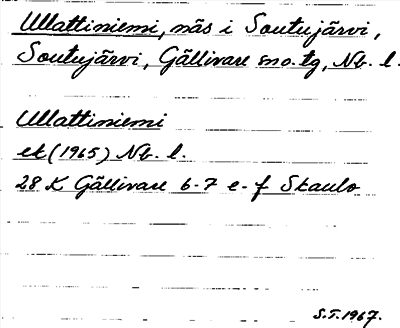 Ullattiniemi, näs i Soutujärvi,
Soutujärvi, Gällivare sn o. tg, Nb. l.
Ullattiniemi
ek (1965) Nb. l.
28 K Gällivare 6-7 e-f Skaulo
S.T. 1967.